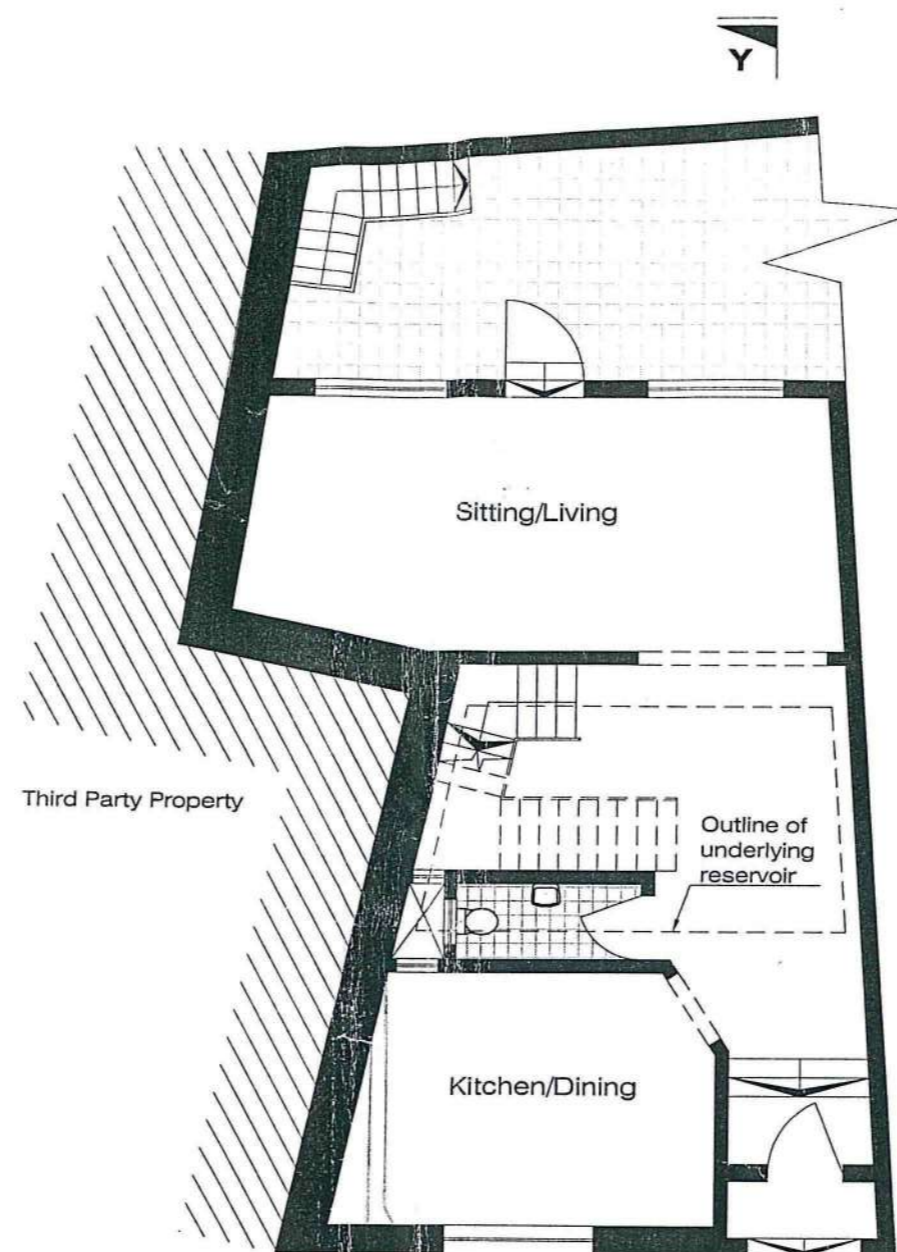 Y
Sitting/Living
Third Party Property
Outline of
underlying
reservoir
Kitchen/Dining